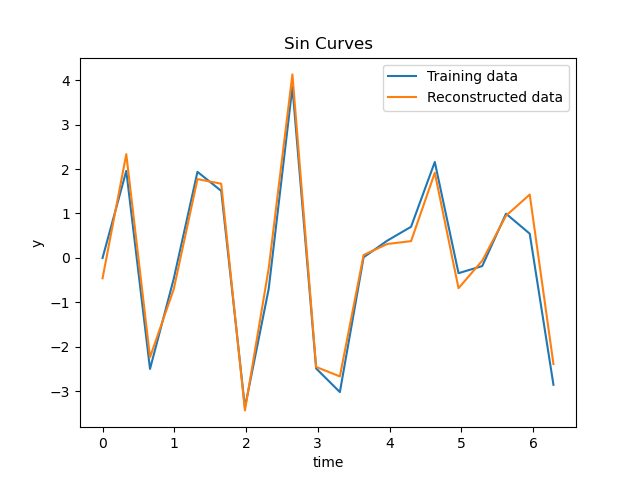 Sin Curves
Training data
Reconstructed data
y
4
3
2
1
0
−1
−2
−3
0 1 2 3 4 5 6
time